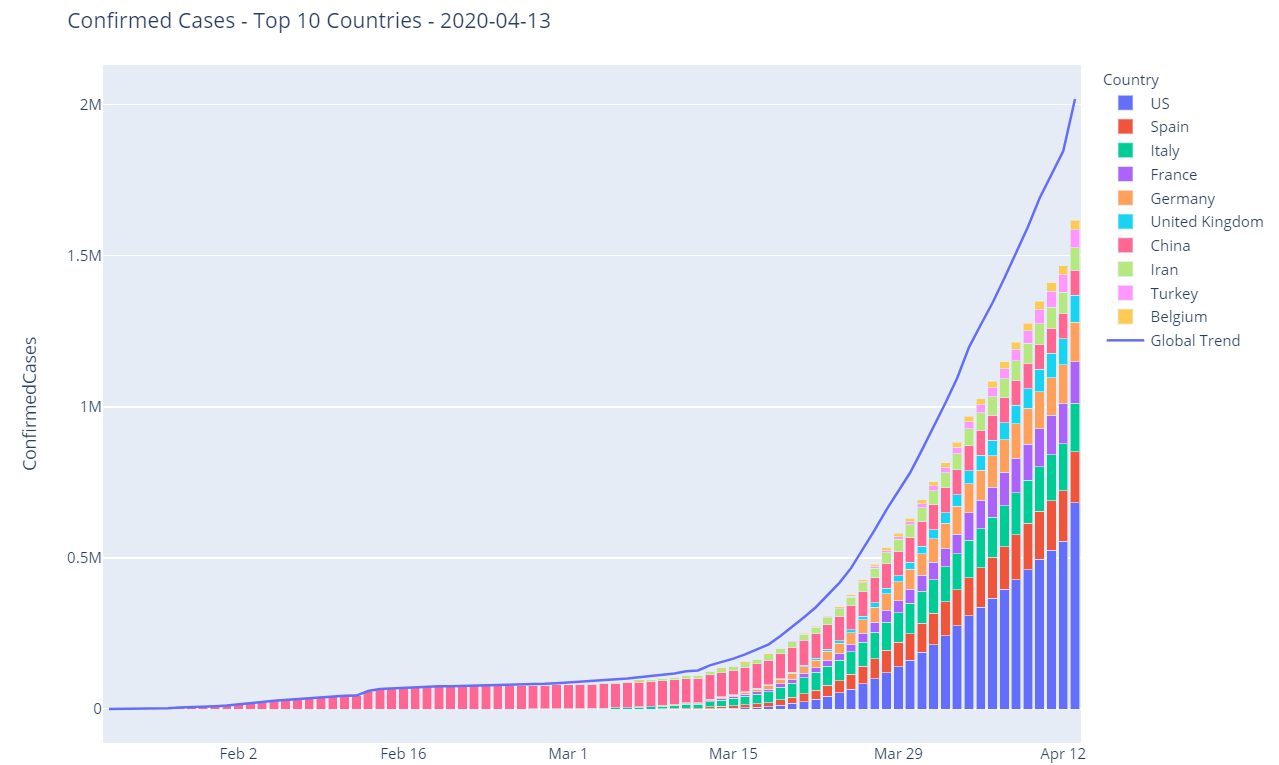 Confirmed Cases - Top 10 Countries - 2020-04-13
Country
US
Spain
Italy
France
Germany
United Kingdom
China
Iran
Turkey
Belgium
Global Trend
ConfirmedCases
2M
1.5M
1M
0.5M
0
Feb 2
Feb 16
Mar 1
Mar 15
Mar 29
Apr 12